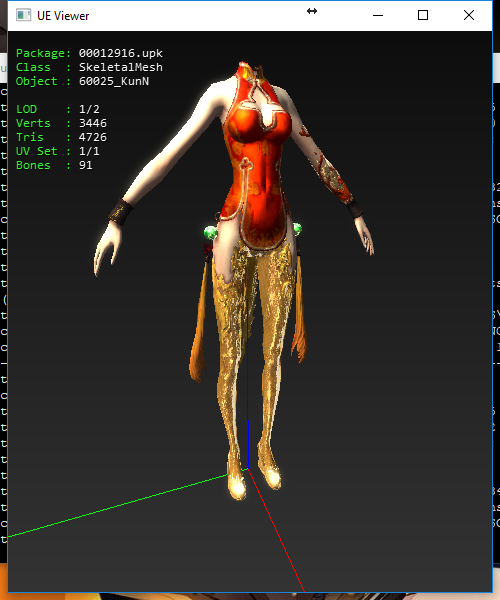 UE Viewer
Package: 00012916.upk
Class : SkeletalMesh
Object : 60025_KunN
LOD : 1/2
Verts : 3446
Tris : 4726
UV Set : 1/1
Bones : 91